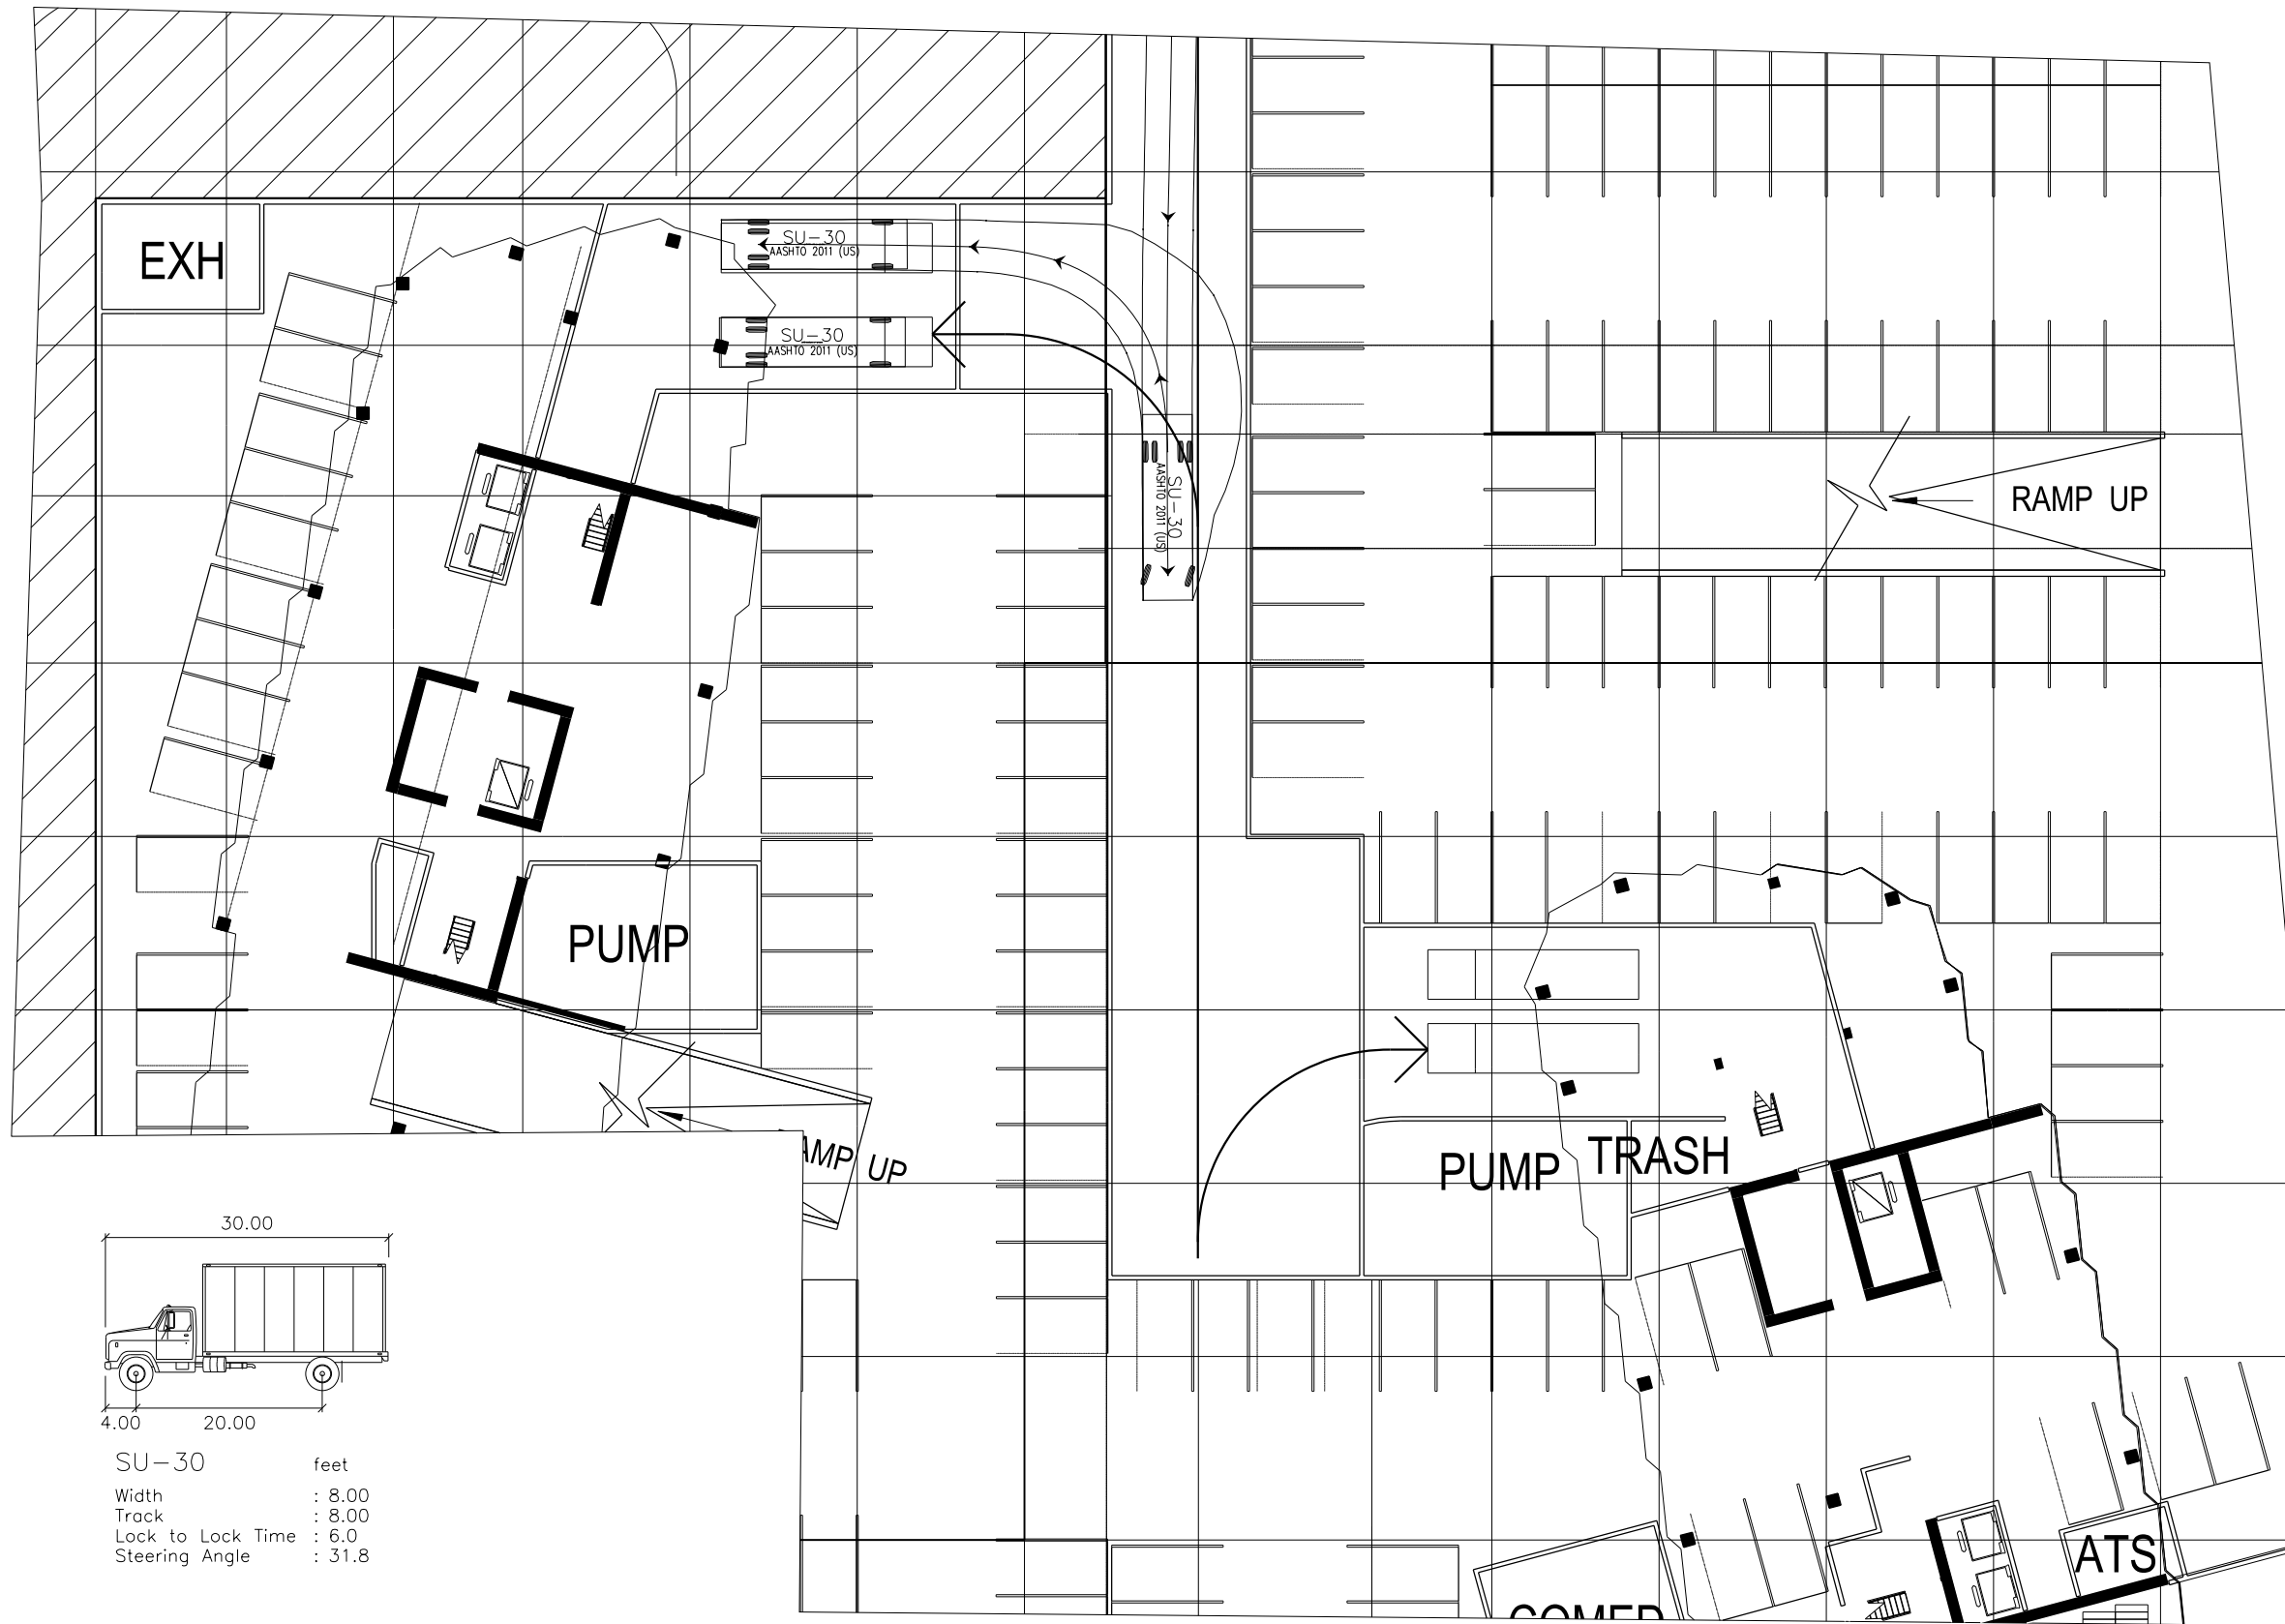 EXH
SU-30
AASHTO 2011 (US)
SU-30
AASHTO 2011 (US)
SU-30
AASHTO 2011 (US)
RAMP UP
PUMP
UP
PUMP
TRASH
30.00
4.00
20.00
SU-30 feet
Width : 8.00
Track : 8.00
Lock to Lock Time : 6.0
Steering Angle : 31.8
ATS